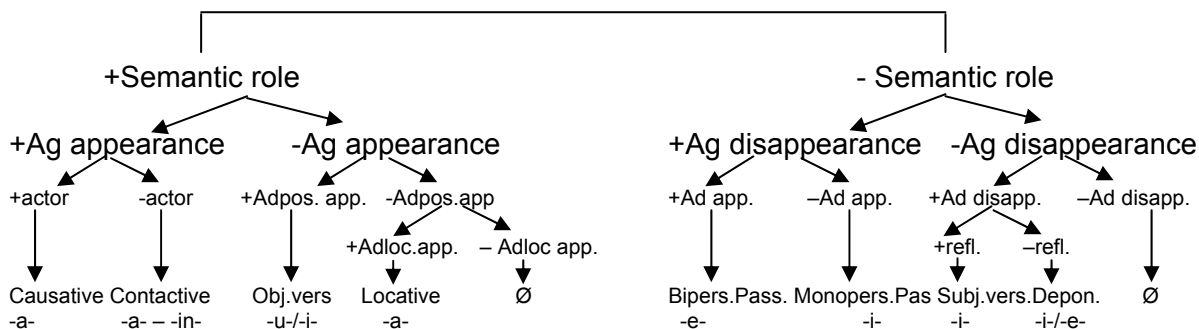 +Semantic role - Semantic role
+Ag appearance -Ag appearance +Ag disappearance -Ag disappearance
+actor -actor +Adpos. app. -Adpos.app +Ad app. –Ad app. +Ad disapp. –Ad disapp.
+Adloc.app. – Adloc app. +refl. –refl.
Causative Contactive Obj.vers Locative Ø Bipers.Pass. Monopers.Pas Subj.vers. Depon. Ø
-a- -a- – -in- -u-/-i- -a- -e- -i- -i- -i-/-e-